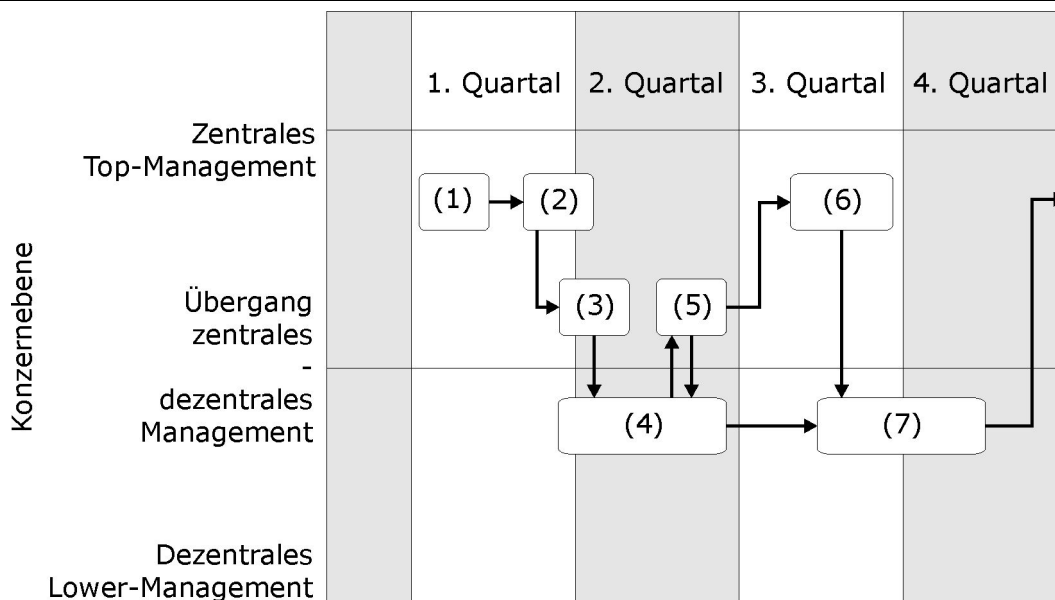 1. Quartal
2. Quartal
3. Quartal
4. Quartal
Zentrales
Top-Management
(1)
(2)
(6)
Konzernebene
Übergang
zentrales
-
dezentrales
Management
(3)
(5)
(4)
(7)
Dezentrales
Lower-Management